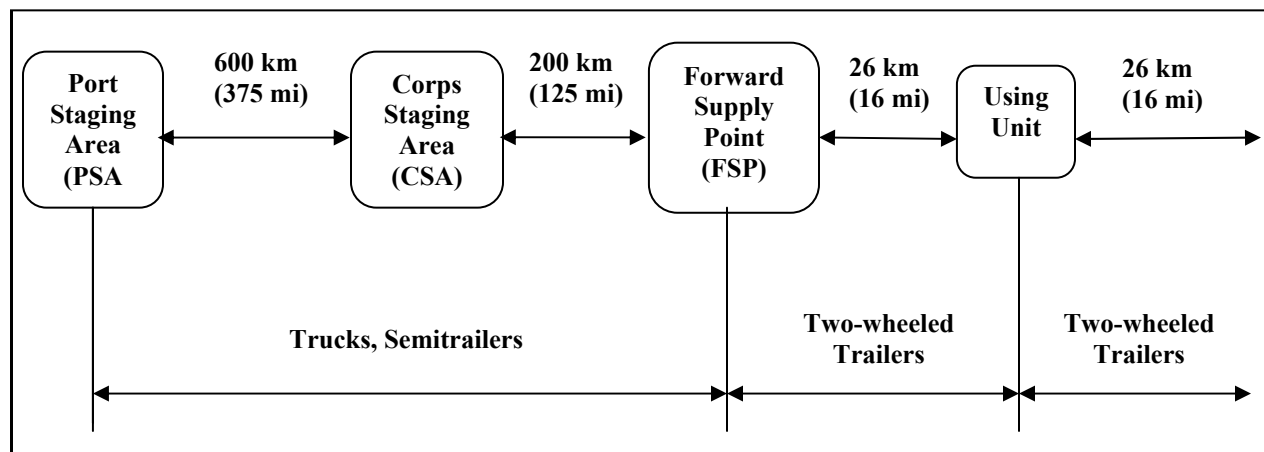 Port
Staging
Area
(PSA
600 km
(375 mi)
Corps
Staging
Area
(CSA)
200 km
(125 mi)
Forward
Supply
Point
(FSP)
26 km
(16 mi)
Using
Unit
26 km
(16 mi)
Trucks, Semitrailers
Two-wheeled
Trailers
Two-wheeled
Trailers